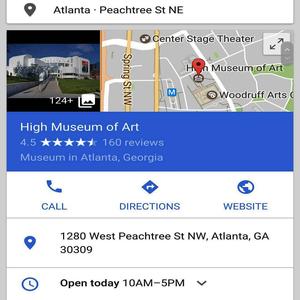 Atlanta · Peachtree St NE
Center Stage Theater
Spring St NW
High Museum of Art
M
Woodruff Arts C
124+
High Museum of Art
4.5 160 reviews
Museum in Atlanta, Georgia
CALL
DIRECTIONS
WEBSITE
1280 West Peachtree St NW, Atlanta, GA
30309
Open today 10AM–5PM